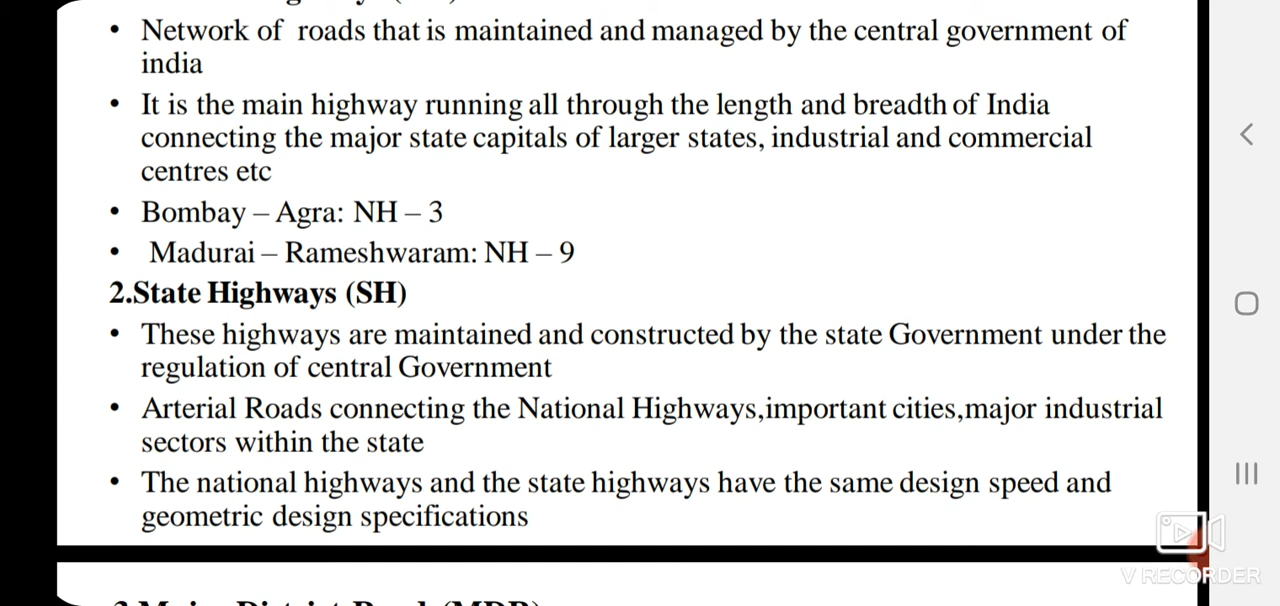 • Network of  roads that is maintained and managed by the central government of
india
• It is the main highway running all through the length and breadth of India
connecting the major state capitals of larger states, industrial and commercial
centres etc
• Bombay – Agra: NH – 3
•  Madurai – Rameshwaram: NH – 9
2.State Highways (SH)
• These highways are maintained and constructed by the state Government under the
regulation of central Government
• Arterial Roads connecting the National Highways,important cities,major industrial
sectors within the state
• The national highways and the state highways have the same design speed and
geometric design specifications
V RECORDER
3.Major District Road (MDR)